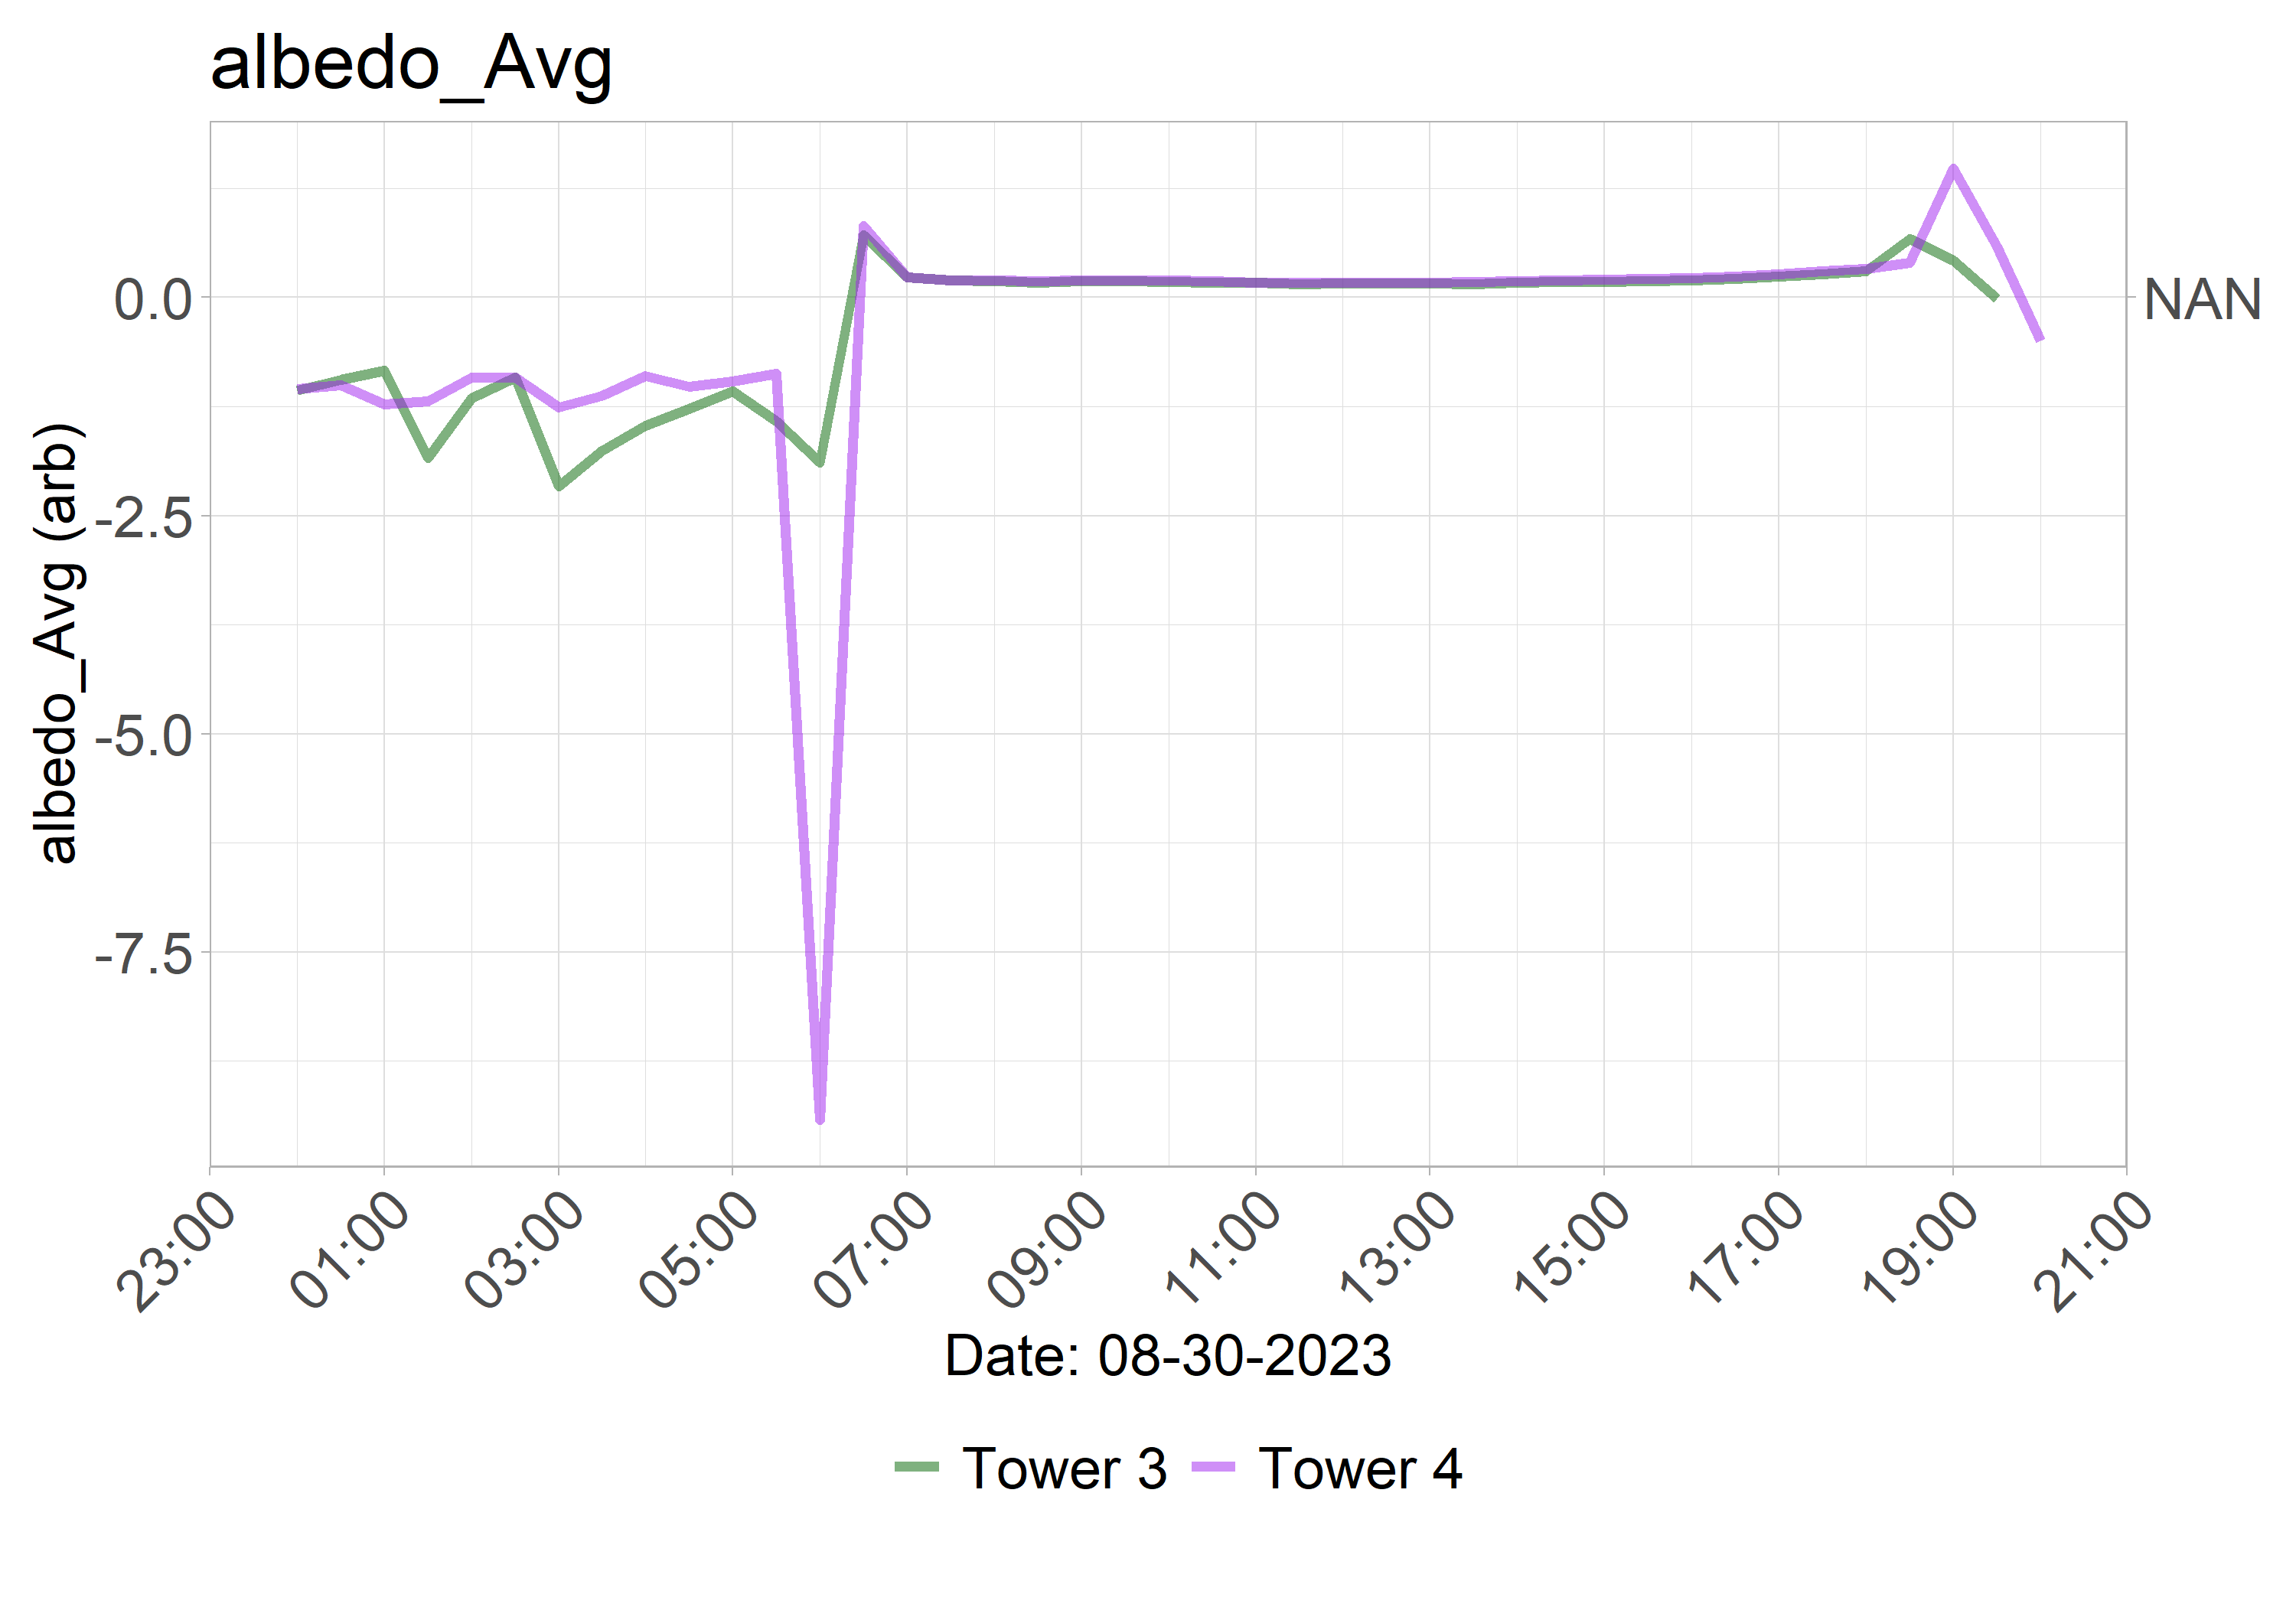 albedo_Avg
albedo_Avg (arb)
0.0
-2.5
-5.0
-7.5
NAN
23:00 01:00 03:00 05:00 07:00 09:00 11:00 13:00 15:00 17:00 19:00 21:00
Date: 08-30-2023
Tower 3 Tower 4